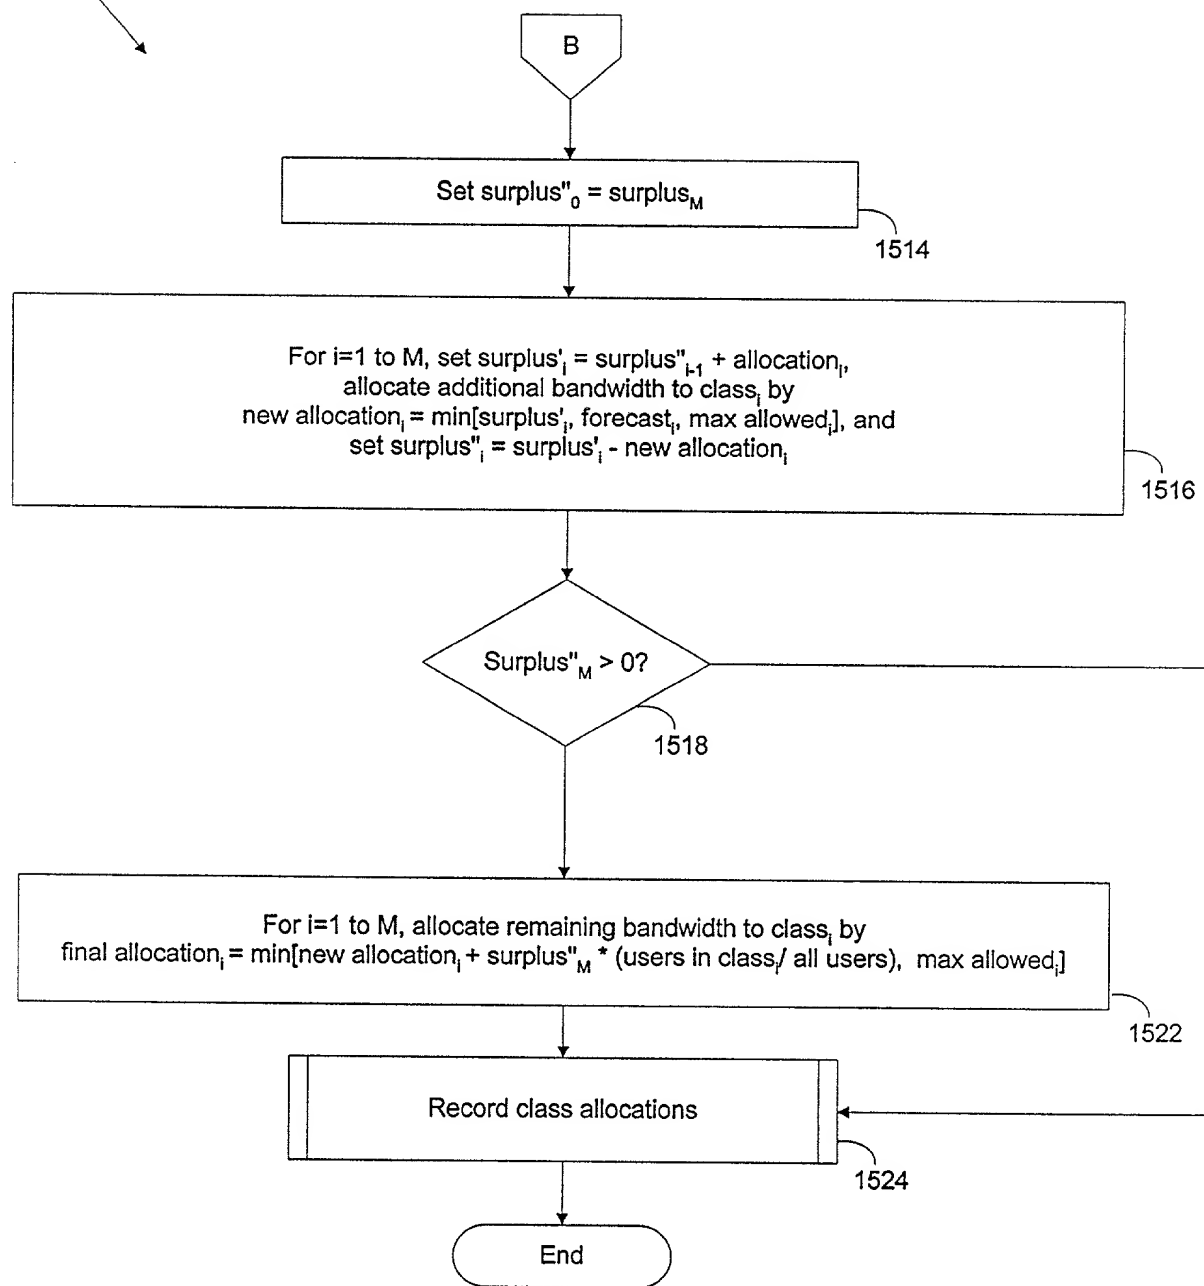 B
Set surplus"₀ = surplusM
1514
For i=1 to M, set surplus'ᵢ = surplus"ᵢ₋₁ + allocationᵢ,
allocate additional bandwidth to classᵢ by
new allocationᵢ = min[surplus'ᵢ, forecastᵢ, max allowedᵢ], and
set surplus"ᵢ = surplus'ᵢ - new allocationᵢ
1516
Surplus"M > 0?
1518
For i=1 to M, allocate remaining bandwidth to classᵢ by
final allocationᵢ = min[new allocationᵢ + surplus"M * (users in classᵢ/ all users), max allowedᵢ]
1522
Record class allocations
1524
End